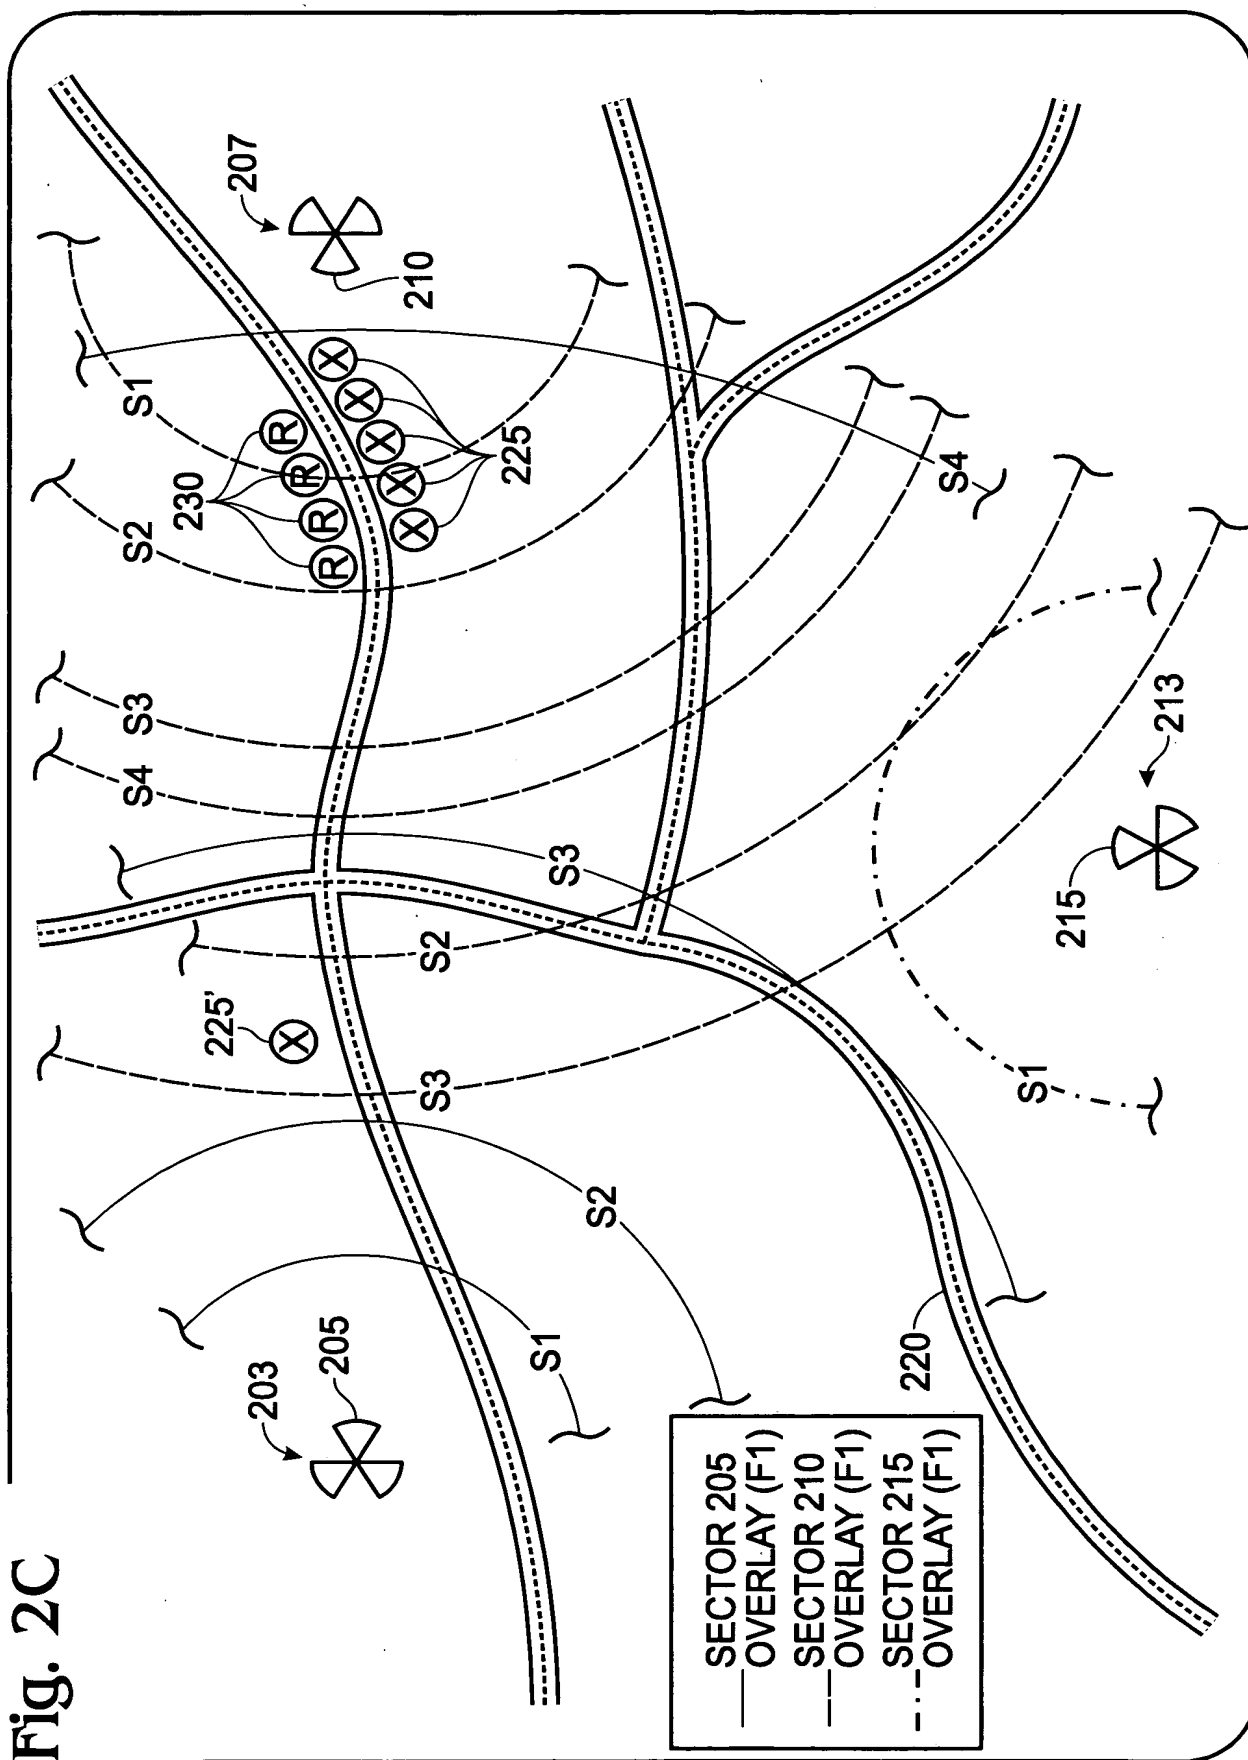 Fig. 2C
203
205
207
210
S1
S2
S3
S4
230
R
R
R
R
X
X
X
X
X
225
225'
X
S2
S3
S3
S4
S2
S1
S1
213
215
220
SECTOR 205
OVERLAY (F1)
SECTOR 210
OVERLAY (F1)
SECTOR 215
OVERLAY (F1)